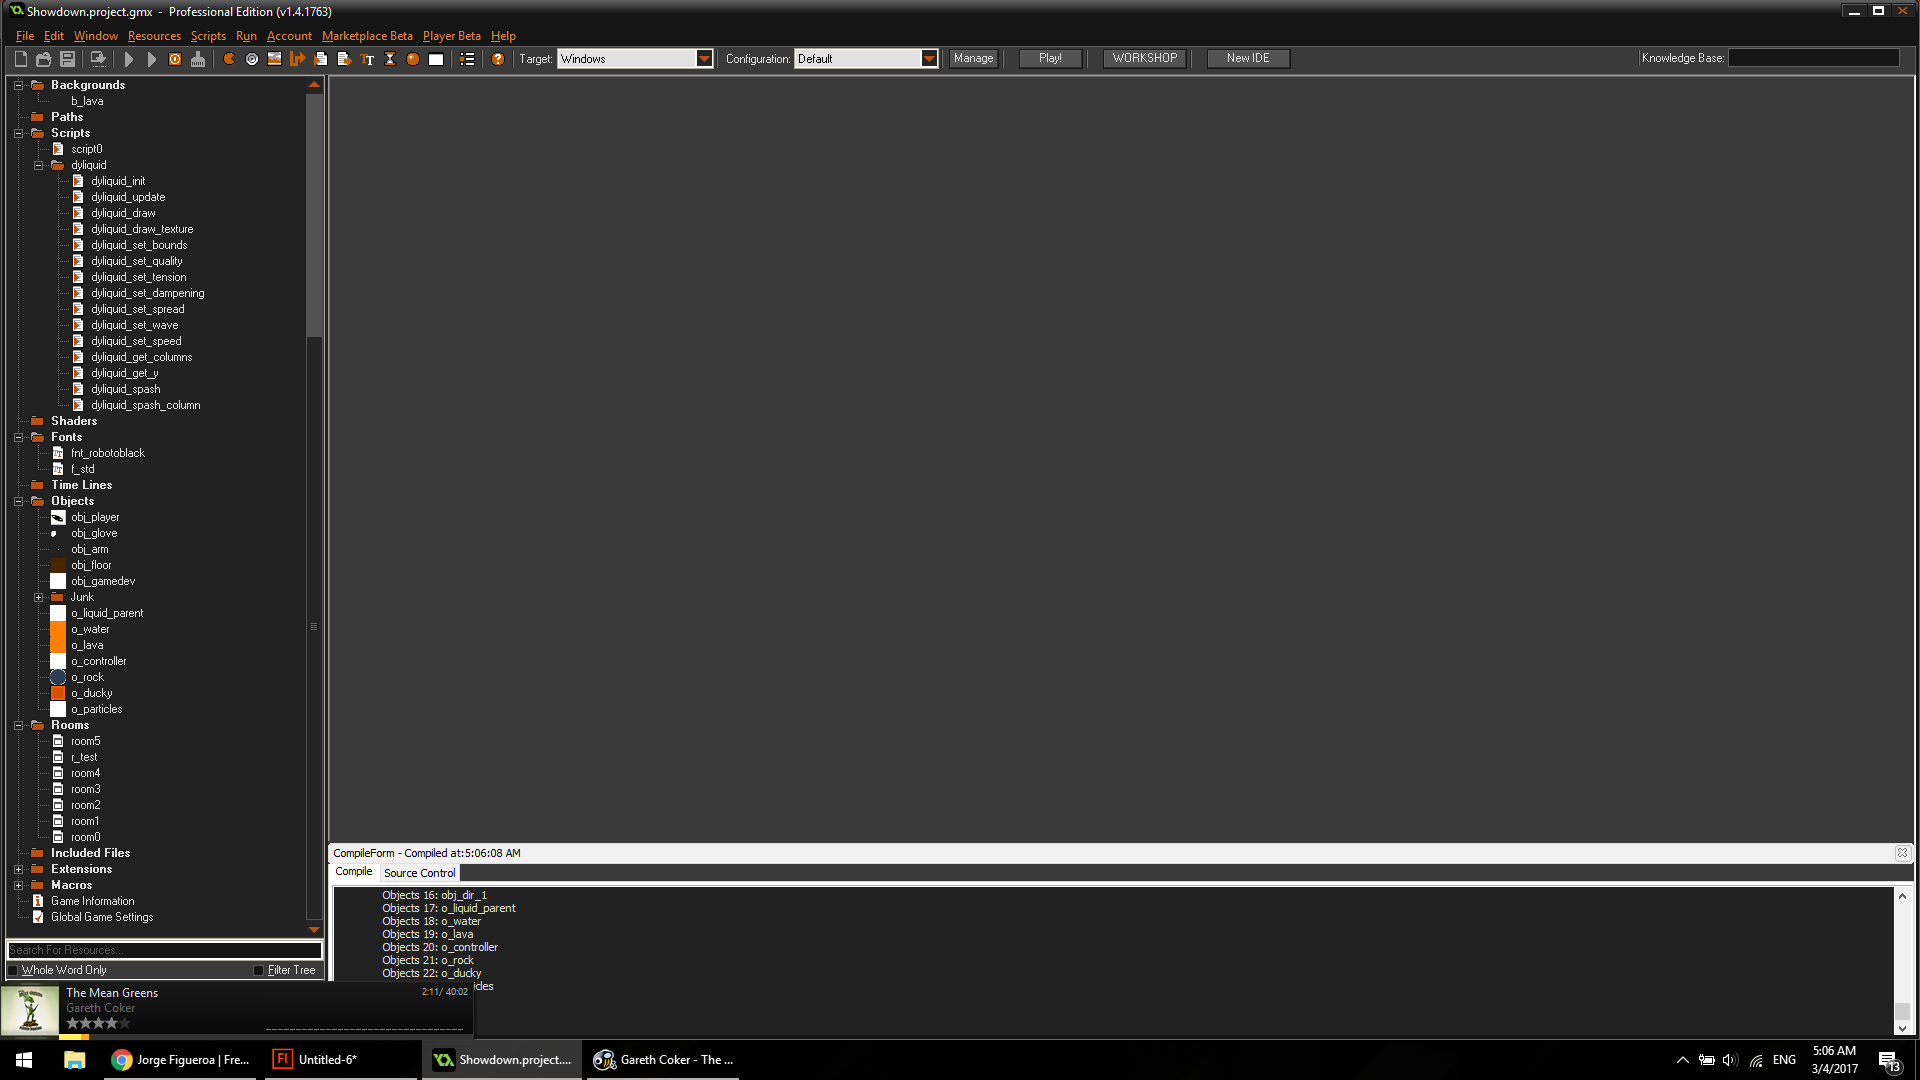 Showdown.project.gmx - Professional Edition (v1.4.1763)
File Edit Window Resources Scripts Run Account Marketplace Beta Player Beta Help
Target: Windows Configuration: Default Manage Play! WORKSHOP New IDE Knowledge Base:
Backgrounds
b_lava
Paths
Scripts
script0
dyliquid
dyliquid_init
dyliquid_update
dyliquid_draw
dyliquid_draw_texture
dyliquid_set_bounds
dyliquid_set_quality
dyliquid_set_tension
dyliquid_set_dampening
dyliquid_set_spread
dyliquid_set_wave
dyliquid_set_speed
dyliquid_get_columns
dyliquid_get_y
dyliquid_spash
dyliquid_spash_column
Shaders
Fonts
fnt_robotoblack
f_std
Time Lines
Objects
obj_player
obj_glove
obj_arm
obj_floor
obj_gamedev
Junk
o_liquid_parent
o_water
o_lava
o_controller
o_rock
o_ducky
o_particles
Rooms
room5
r_test
room4
room3
room2
room1
room0
Included Files
Extensions
Macros
Game Information
Global Game Settings
Search For Resources...
Whole Word Only Filter Tree
CompileForm - Compiled at:5:06:08 AM
Compile Source Control
Objects 16: obj_dir_1
Objects 17: o_liquid_parent
Objects 18: o_water
Objects 19: o_lava
Objects 20: o_controller
Objects 21: o_rock
Objects 22: o_ducky
The Mean Greens 2:11/ 40:02
Gareth Coker
Jorge Figueroa | Fre... Untitled-6* Showdown.project.... Gareth Coker - The ... ENG 5:06 AM
3/4/2017 13